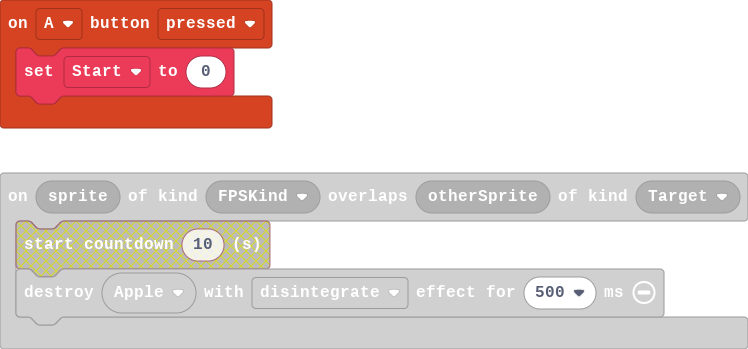 on A button pressed
set Start to 0
on sprite of kind FPSKind overlaps otherSprite of kind Target
start countdown 10 (s)
destroy Apple with disintegrate effect for 500 ms